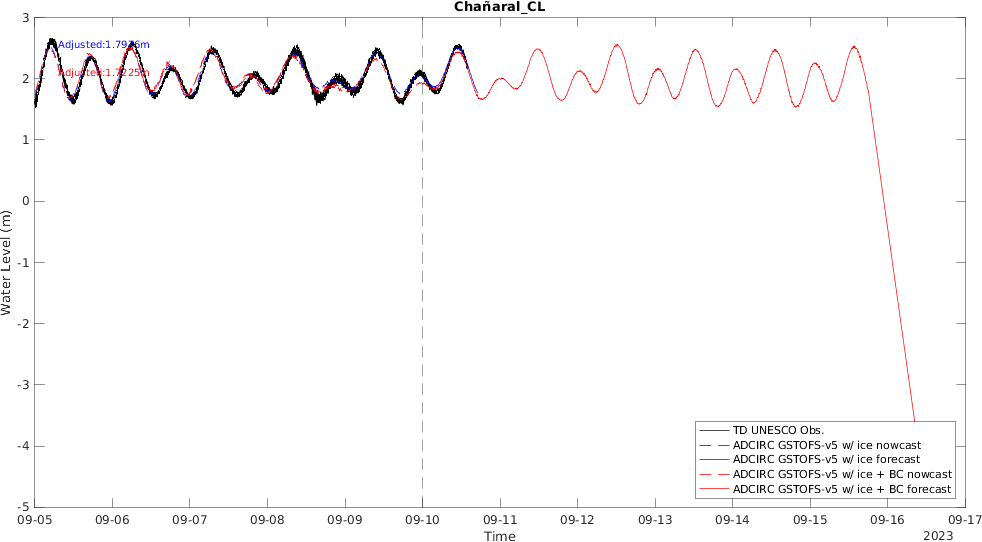 Chañaral_CL
3
2
1
0
-1
-2
-3
-4
-5
Water Level (m)
Adjusted:1.7926m
Adjusted:1.7225m
TD UNESCO Obs.
ADCIRC GSTOFS-v5 w/ ice nowcast
ADCIRC GSTOFS-v5 w/ ice forecast
ADCIRC GSTOFS-v5 w/ ice + BC nowcast
ADCIRC GSTOFS-v5 w/ ice + BC forecast
09-05 09-06 09-07 09-08 09-09 09-10 09-11 09-12 09-13 09-14 09-15 09-16 09-17
Time
2023